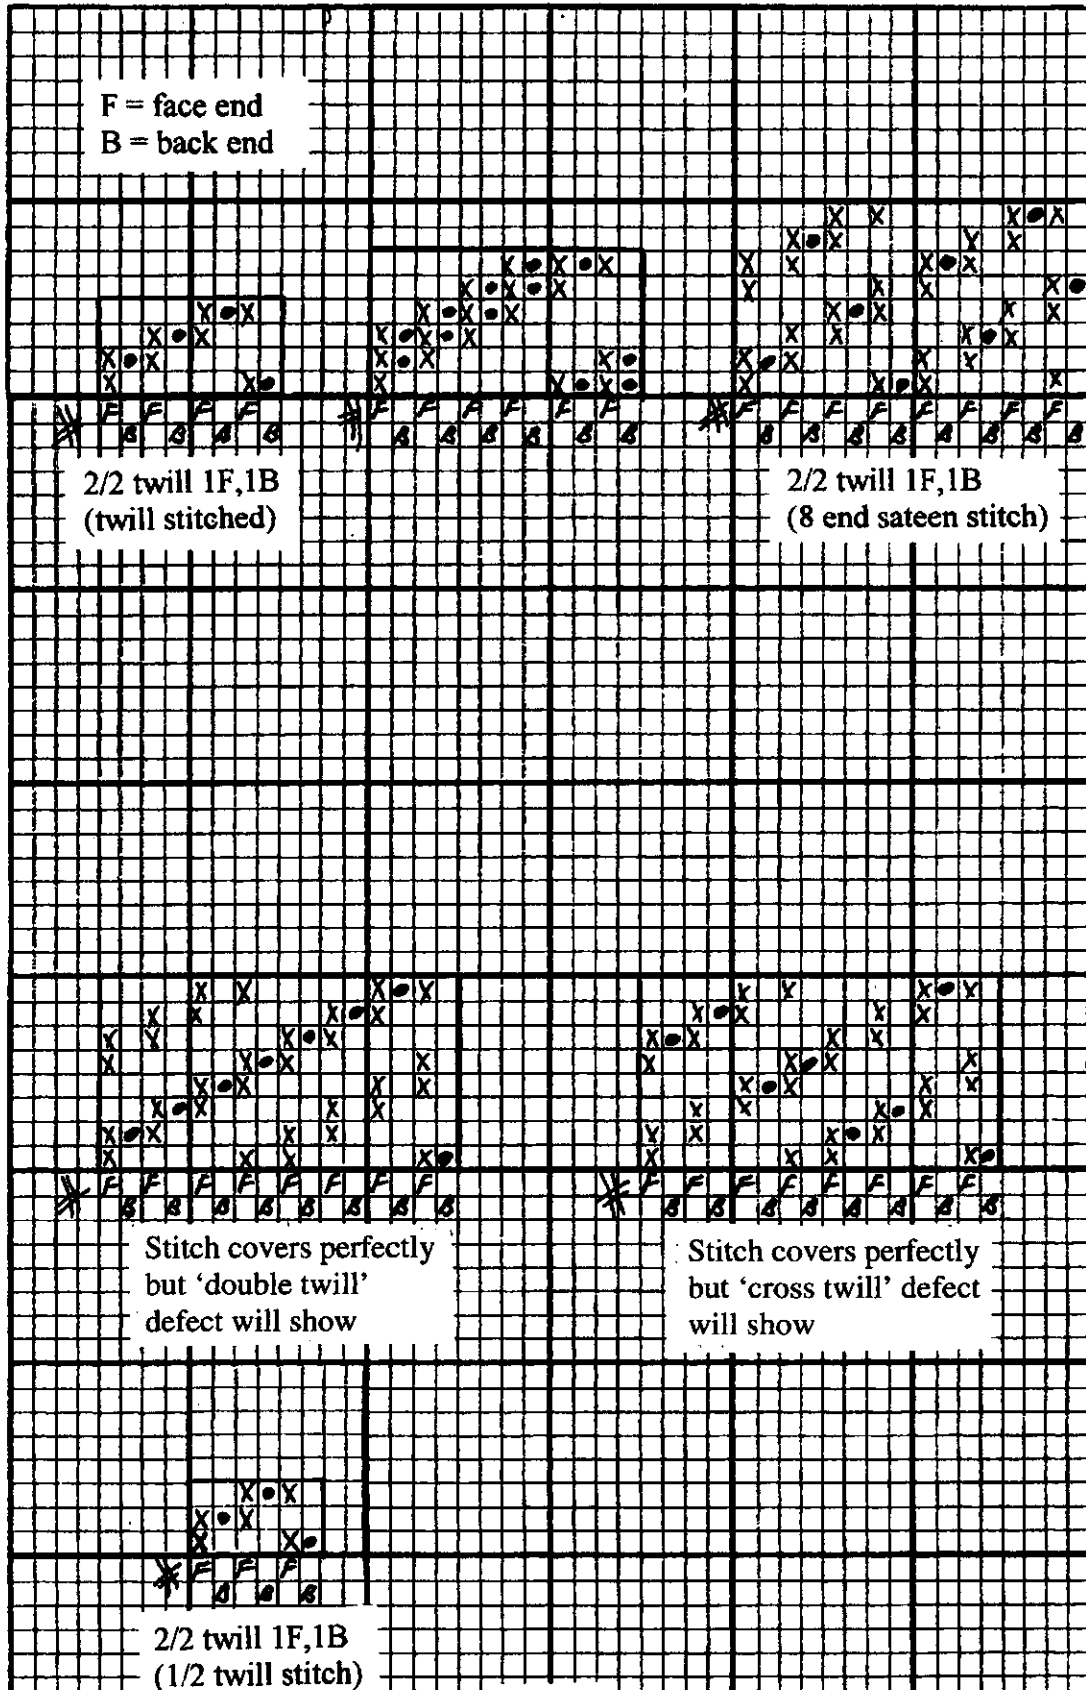 F = face end
B = back end
F F F F
B B B B
F F F F F F
B B B B B B
F F F F F F F F
B B B B B B B B
2/2 twill 1F,1B
(twill stitched)
2/2 twill 1F,1B
(8 end sateen stitch)
F F F F F F F F
B B B B B B B B
F F F F F F F F
B B B B B B B B
Stitch covers perfectly
but ‘double twill’
defect will show
Stitch covers perfectly
but ‘cross twill’ defect
will show
F F F
B B B
2/2 twill 1F,1B
(1/2 twill stitch)